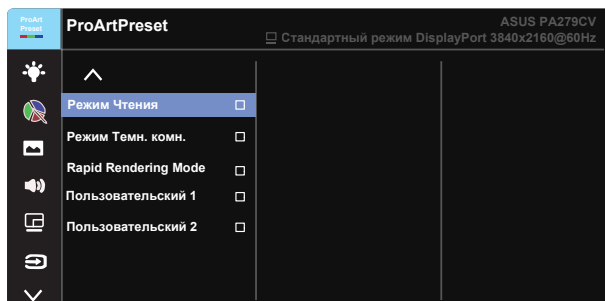 ProArt
Preset
ProArtPreset
ASUS PA279CV
Стандартный режим DisplayPort 3840x2160@60Hz
Режим Чтения
Режим Темн. комн.
Rapid Rendering Mode
Пользовательский 1
Пользовательский 2